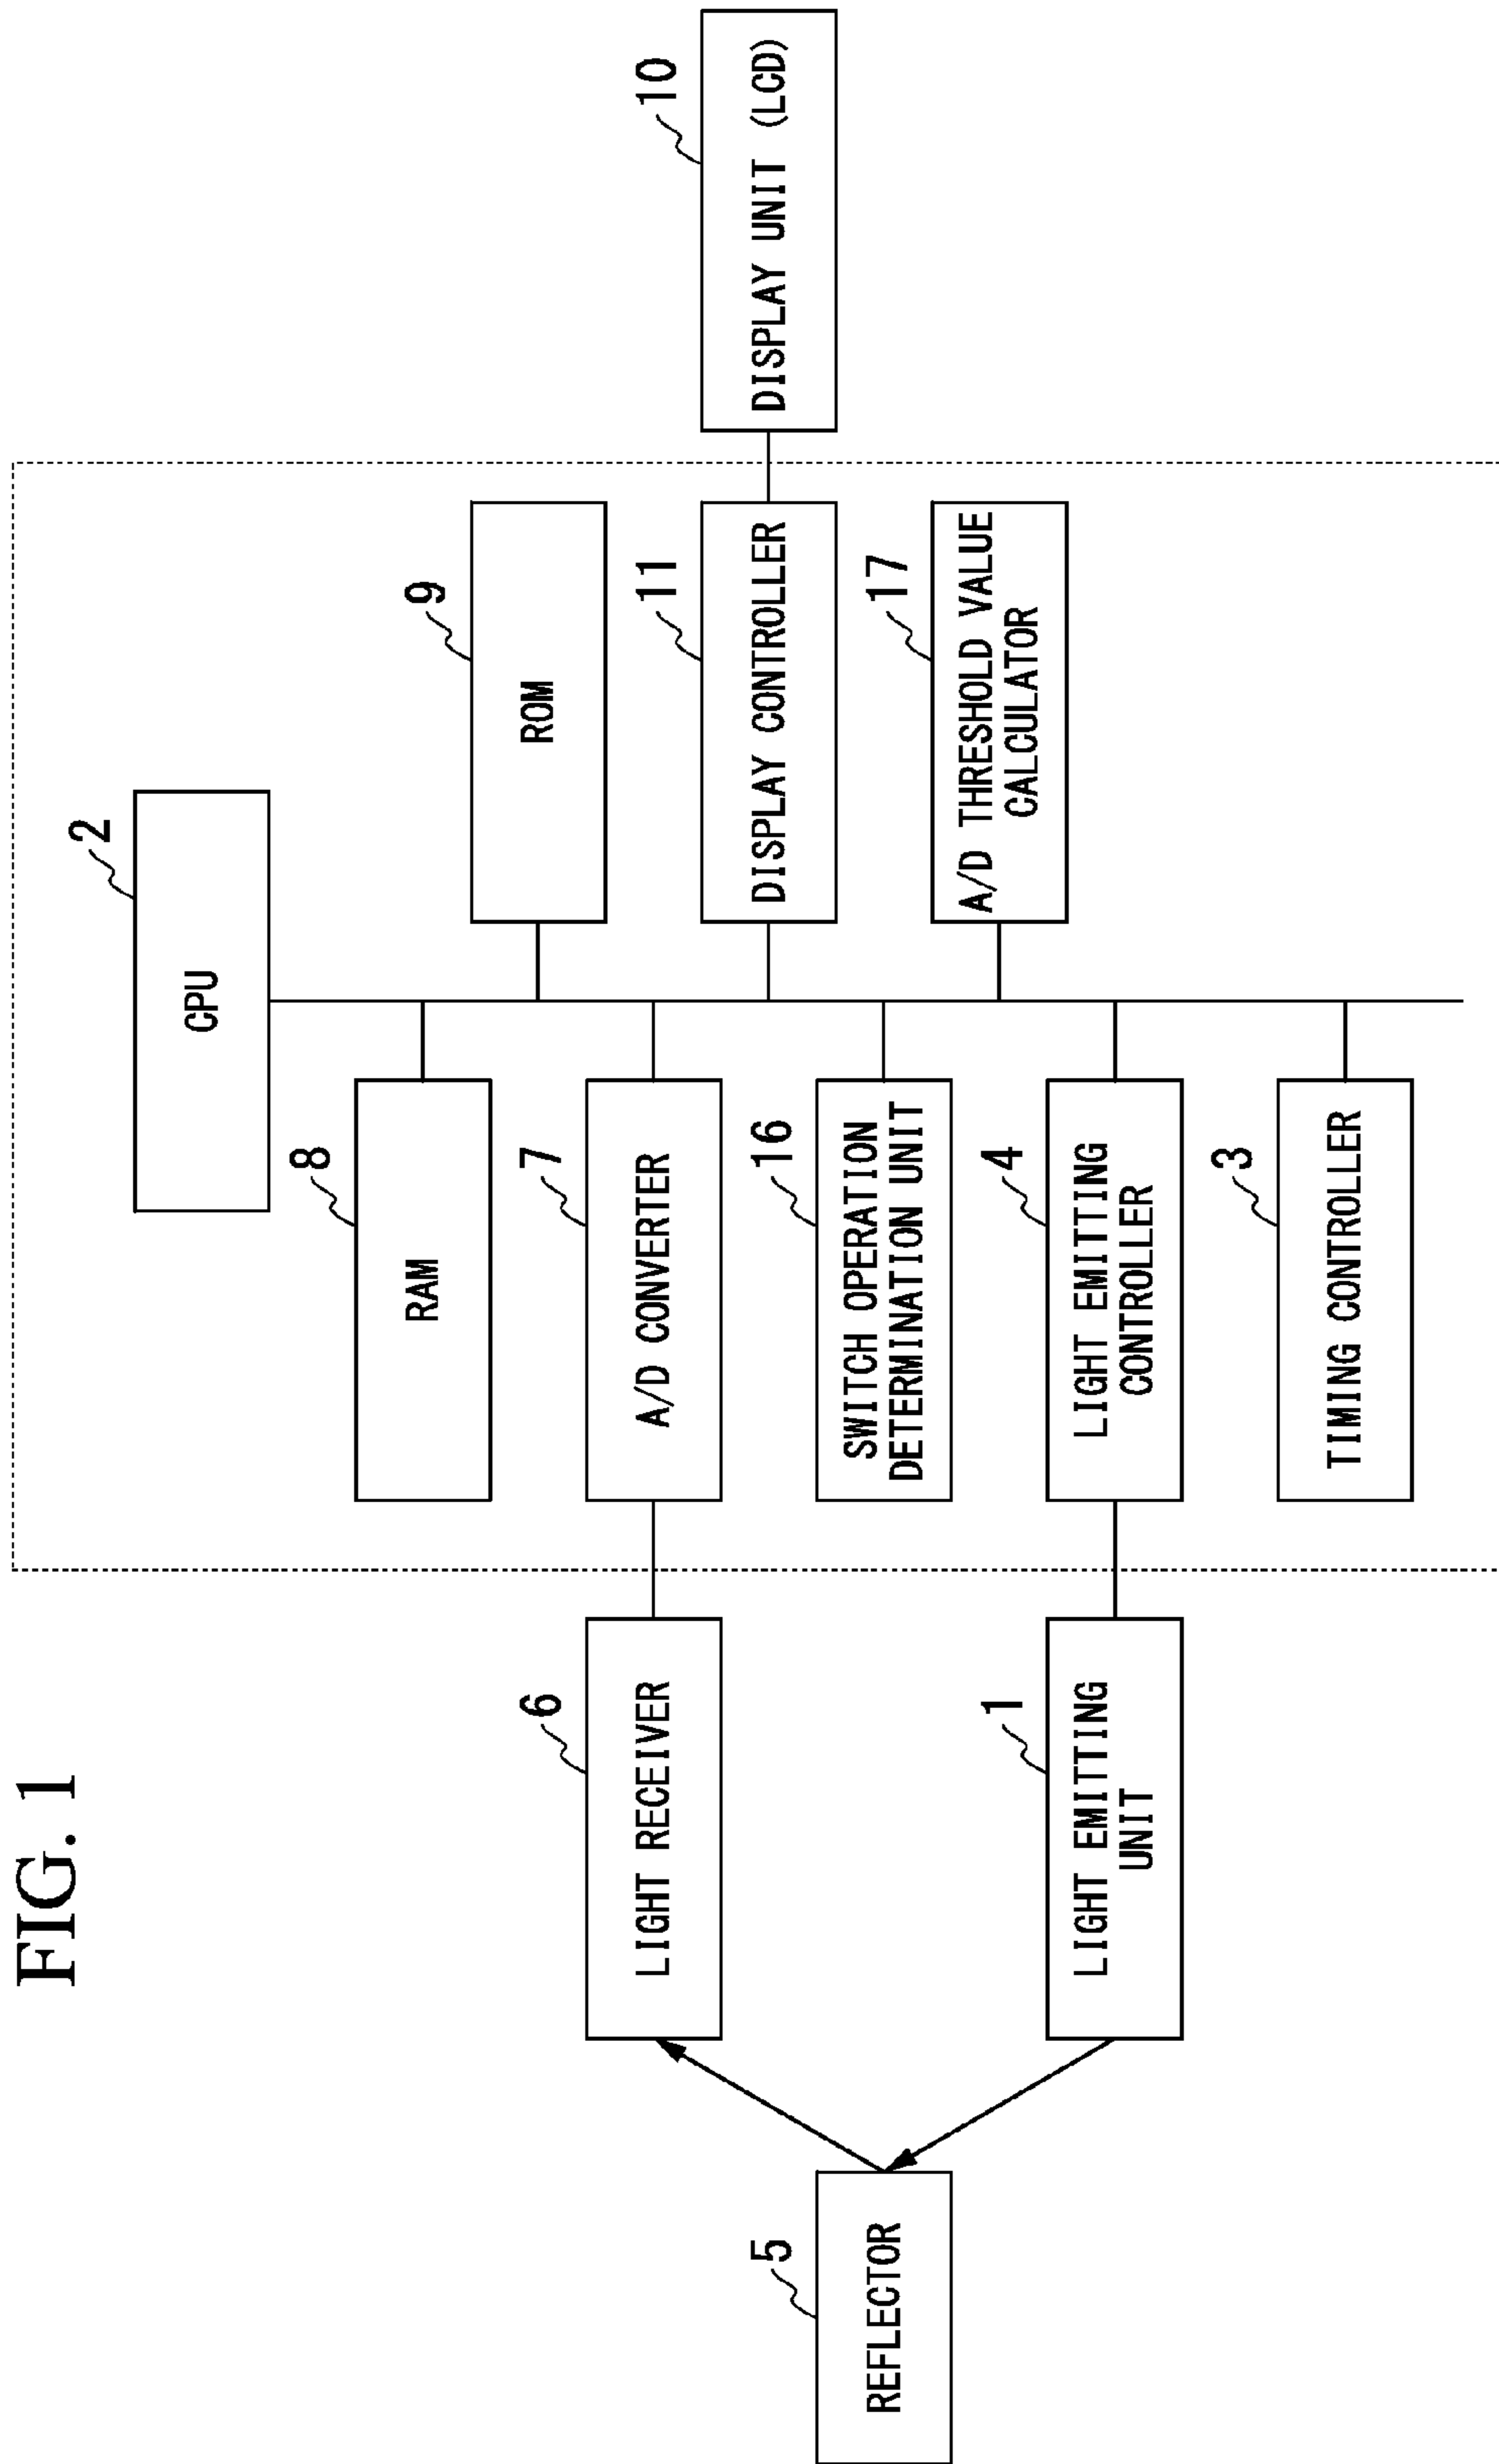 FIG. 1
2
CPU
8
RAM
9
ROM
6
LIGHT RECEIVER
7
A/D CONVERTER
11
DISPLAY CONTROLLER
10
DISPLAY UNIT (LCD)
5
REFLECTOR
16
SWITCH OPERATION
DETERMINATION UNIT
17
A/D THRESHOLD VALUE
CALCULATOR
1
LIGHT EMITTING
UNIT
4
LIGHT EMITTING
CONTROLLER
3
TIMING CONTROLLER